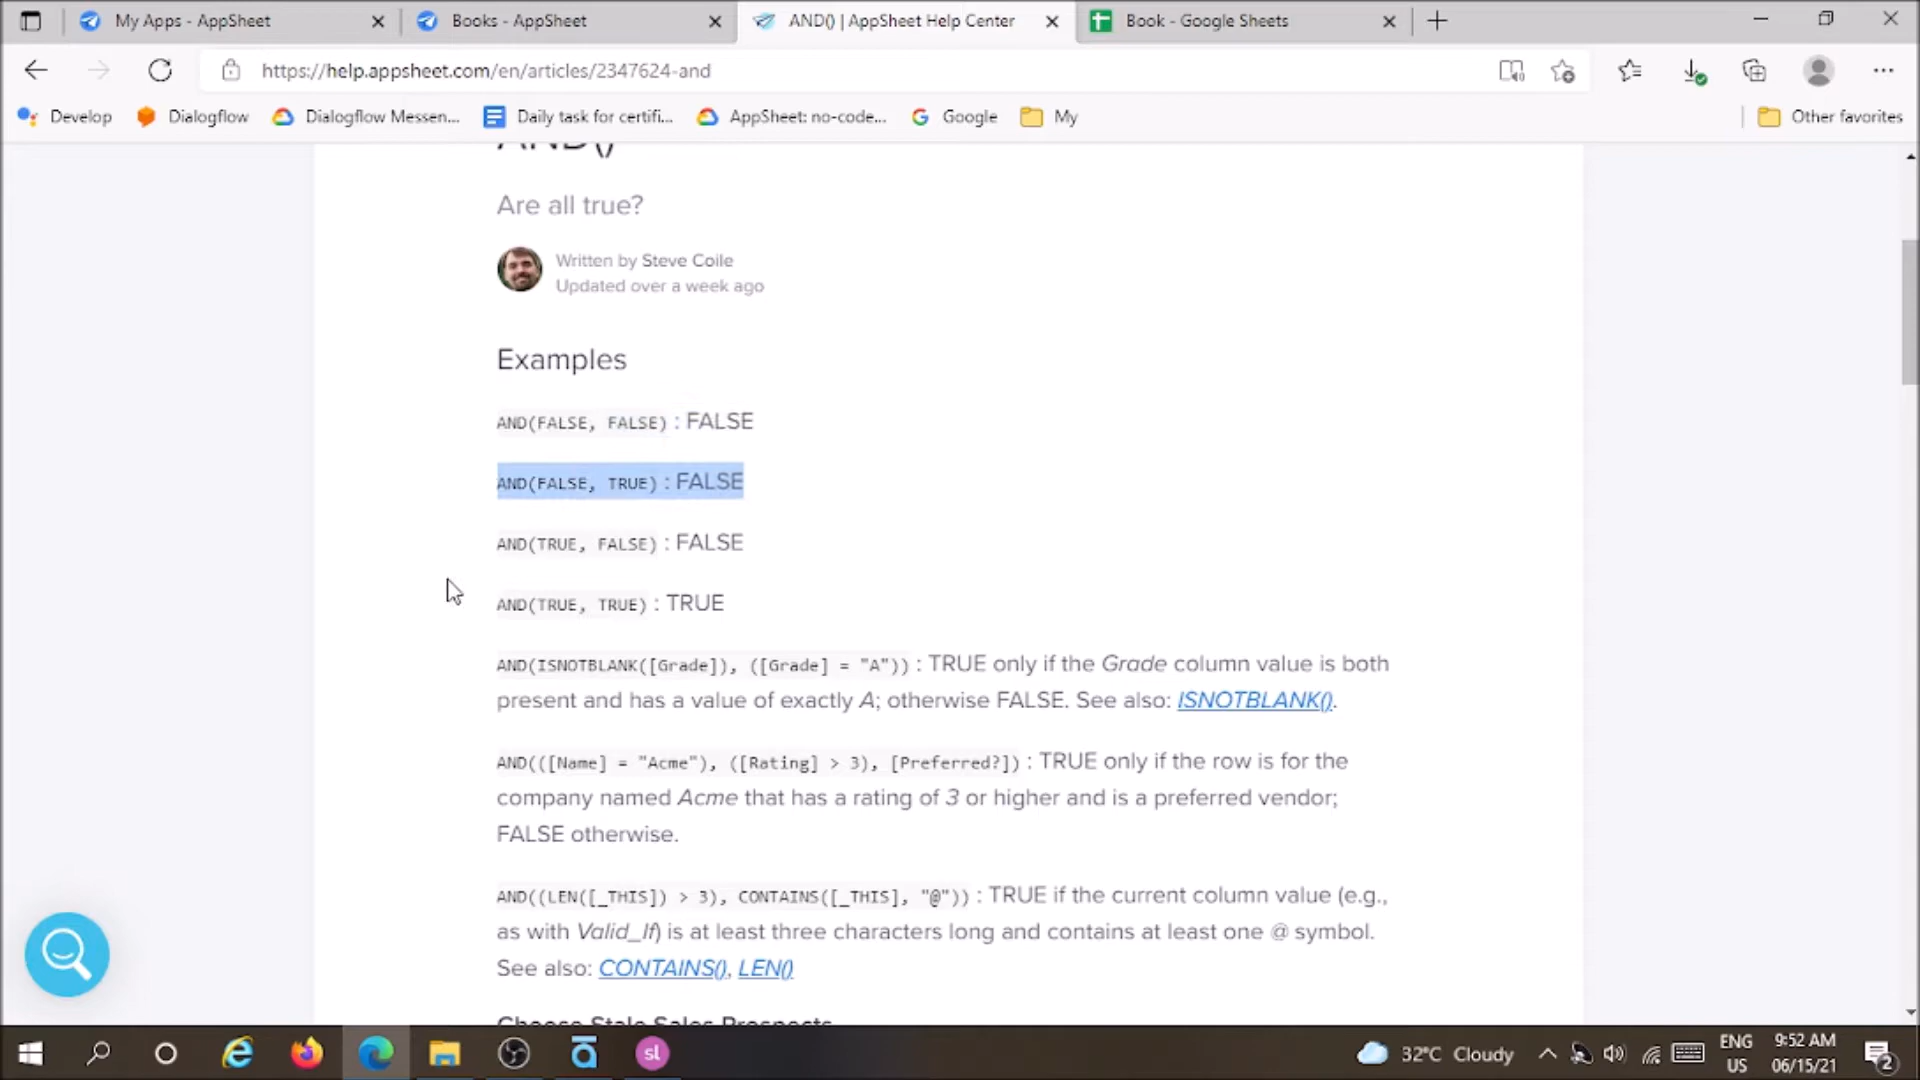 My Apps - AppSheet
Books - AppSheet
AND() | AppSheet Help Center
Book - Google Sheets
https://help.appsheet.com/en/articles/2347624-and
Develop
Dialogflow
Dialogflow Messen...
Daily task for certifi...
AppSheet: no-code...
Google
My
Other favorites
AND()
Are all true?
Written by Steve Coile
Updated over a week ago
Examples
AND(FALSE, FALSE) : FALSE
AND(FALSE, TRUE) : FALSE
AND(TRUE, FALSE) : FALSE
AND(TRUE, TRUE) : TRUE
AND(ISNOTBLANK([Grade]), ([Grade] = "A")) : TRUE only if the Grade column value is both
present and has a value of exactly A; otherwise FALSE. See also: ISNOTBLANK().
AND(([Name] = "Acme"), ([Rating] > 3), [Preferred?]) : TRUE only if the row is for the
company named Acme that has a rating of 3 or higher and is a preferred vendor;
FALSE otherwise.
AND((LEN([_THIS]) > 3), CONTAINS([_THIS], "@")) : TRUE if the current column value (e.g.,
as with Valid_If) is at least three characters long and contains at least one @ symbol.
See also: CONTAINS(), LEN()
Choose Stale Sales Prospects
sl
32°C Cloudy
ENG
US
9:52 AM
06/15/21
2